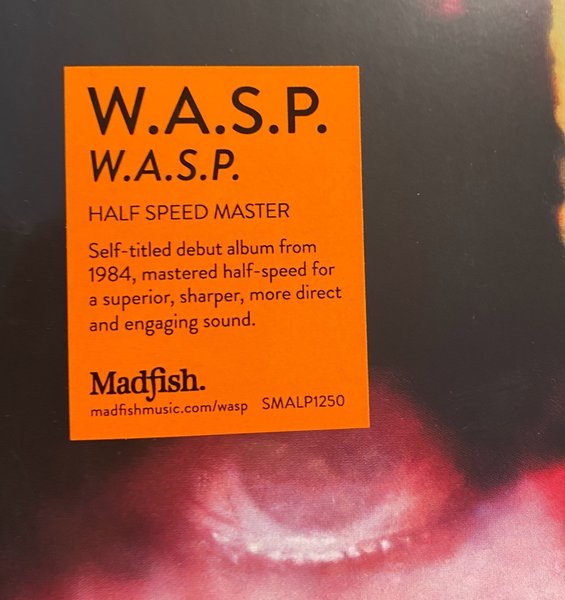 W.A.S.P.
W.A.S.P.
HALF SPEED MASTER
Self-titled debut album from
1984, mastered half-speed for
a superior, sharper, more direct
and engaging sound.
Madfish.
madfishmusic.com/wasp SMALP1250